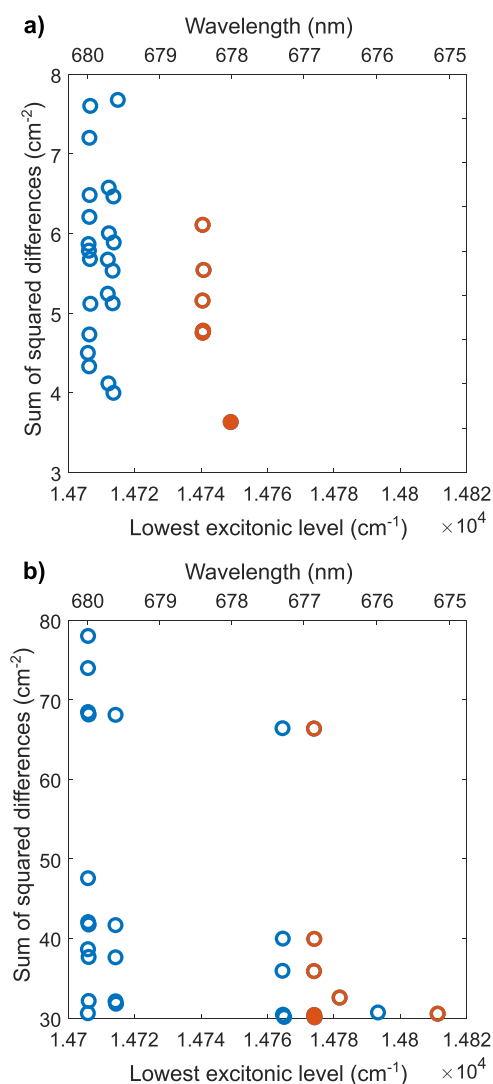 a)
Wavelength (nm)
680 679 678 677 676 675
8
7
6
5
4
3
Sum of squared differences (cm⁻²)
1.47 1.472 1.474 1.476 1.478 1.48 1.482
Lowest excitonic level (cm⁻¹) ×10⁴
b)
Wavelength (nm)
680 679 678 677 676 675
80
70
60
50
40
30
Sum of squared differences (cm⁻²)
1.47 1.472 1.474 1.476 1.478 1.48 1.482
Lowest excitonic level (cm⁻¹) ×10⁴